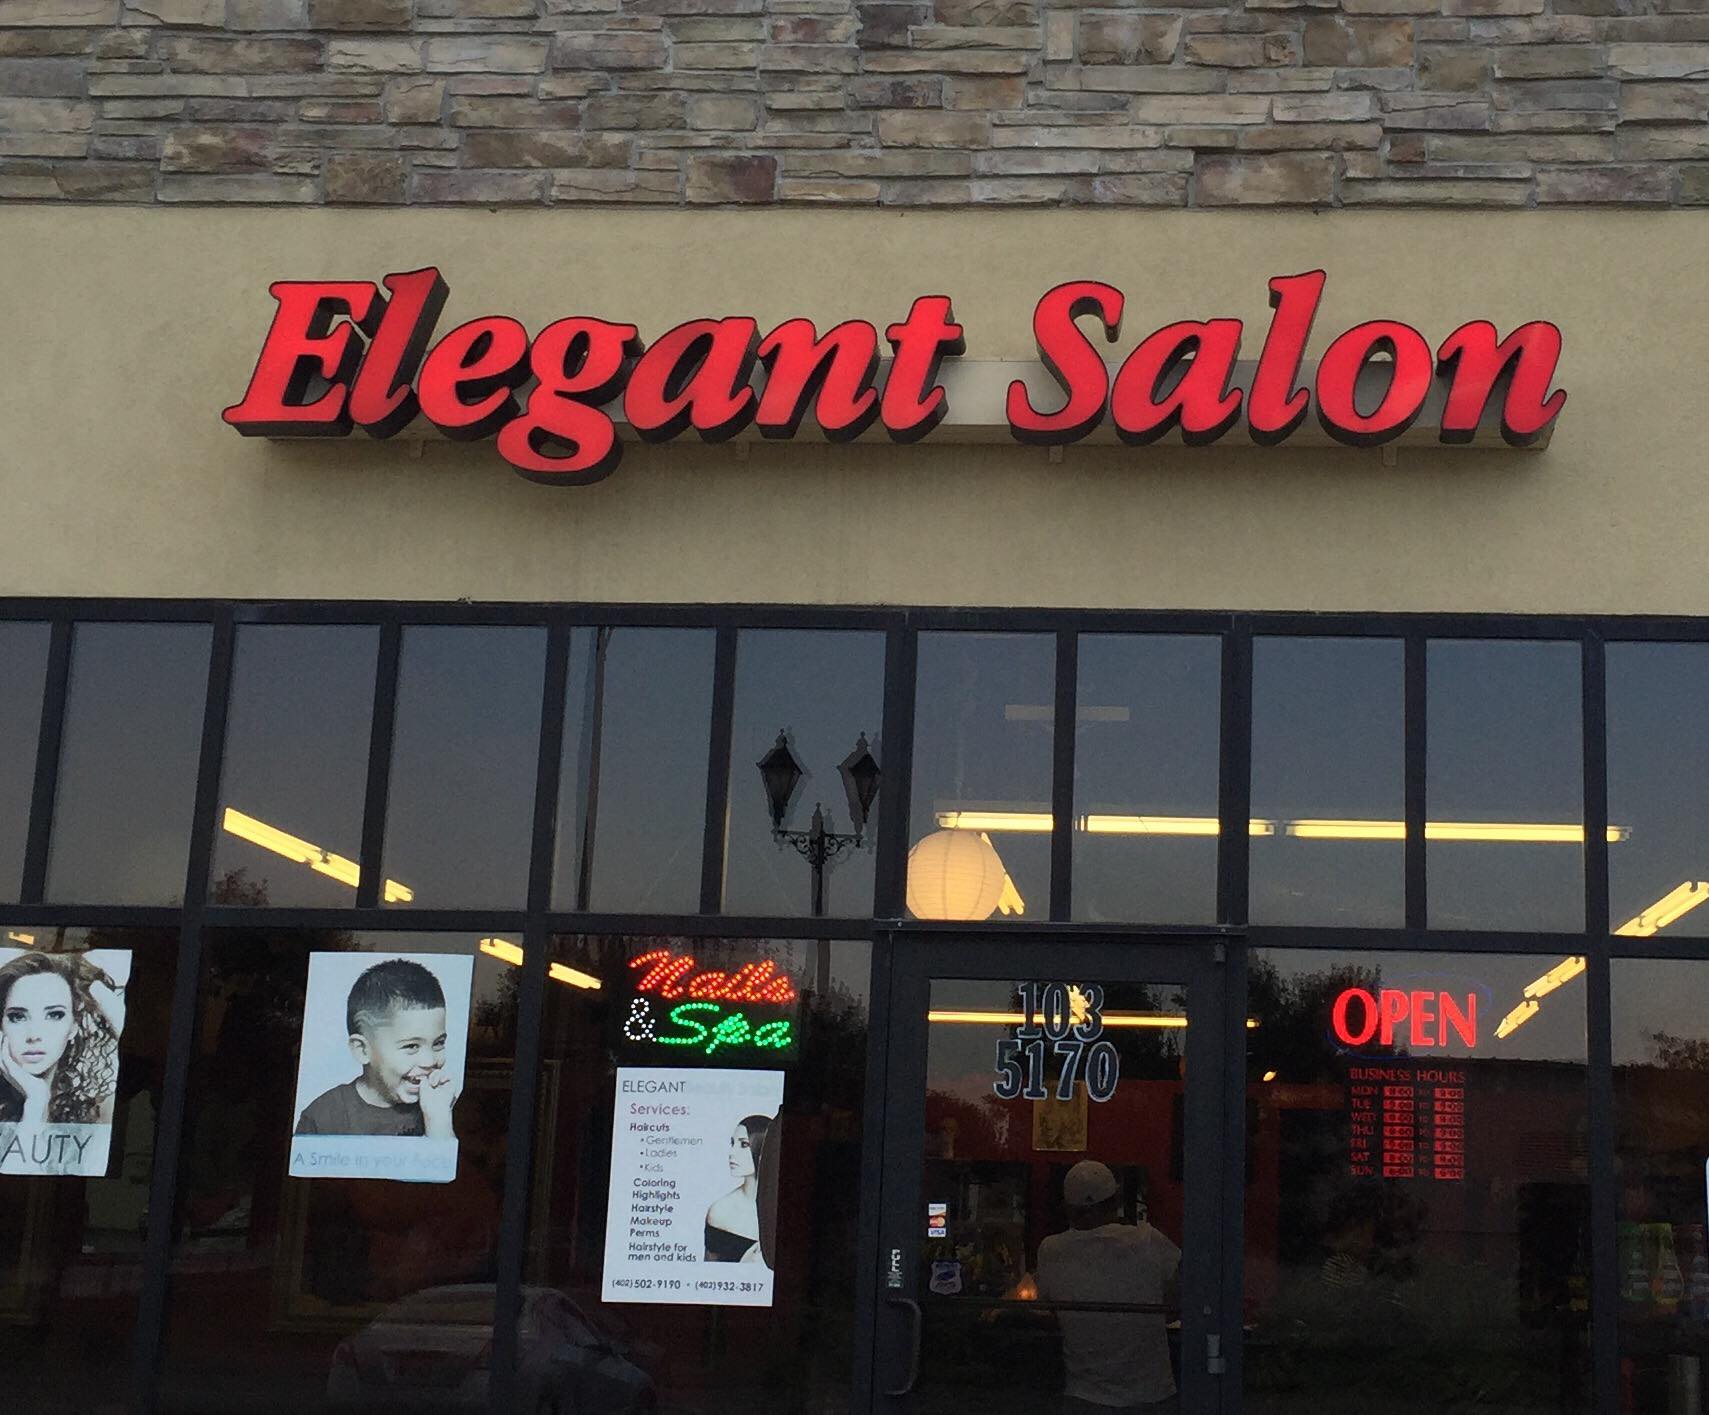 Elegant Salon
Nails
& Spa
103
5170
OPEN
BUSINESS HOURS
MON
TUE
WED
THU
FRI
SAT
SUN
AUTY
A Smile in your
ELEGANT
Services:
Haircuts
• Gentlemen
• Ladies
• Kids
Coloring
Highlights
Hairstyle
Makeup
Perms
Hairstyle for
men and kids
(402)502-9190 • (402)932-3817
VISA